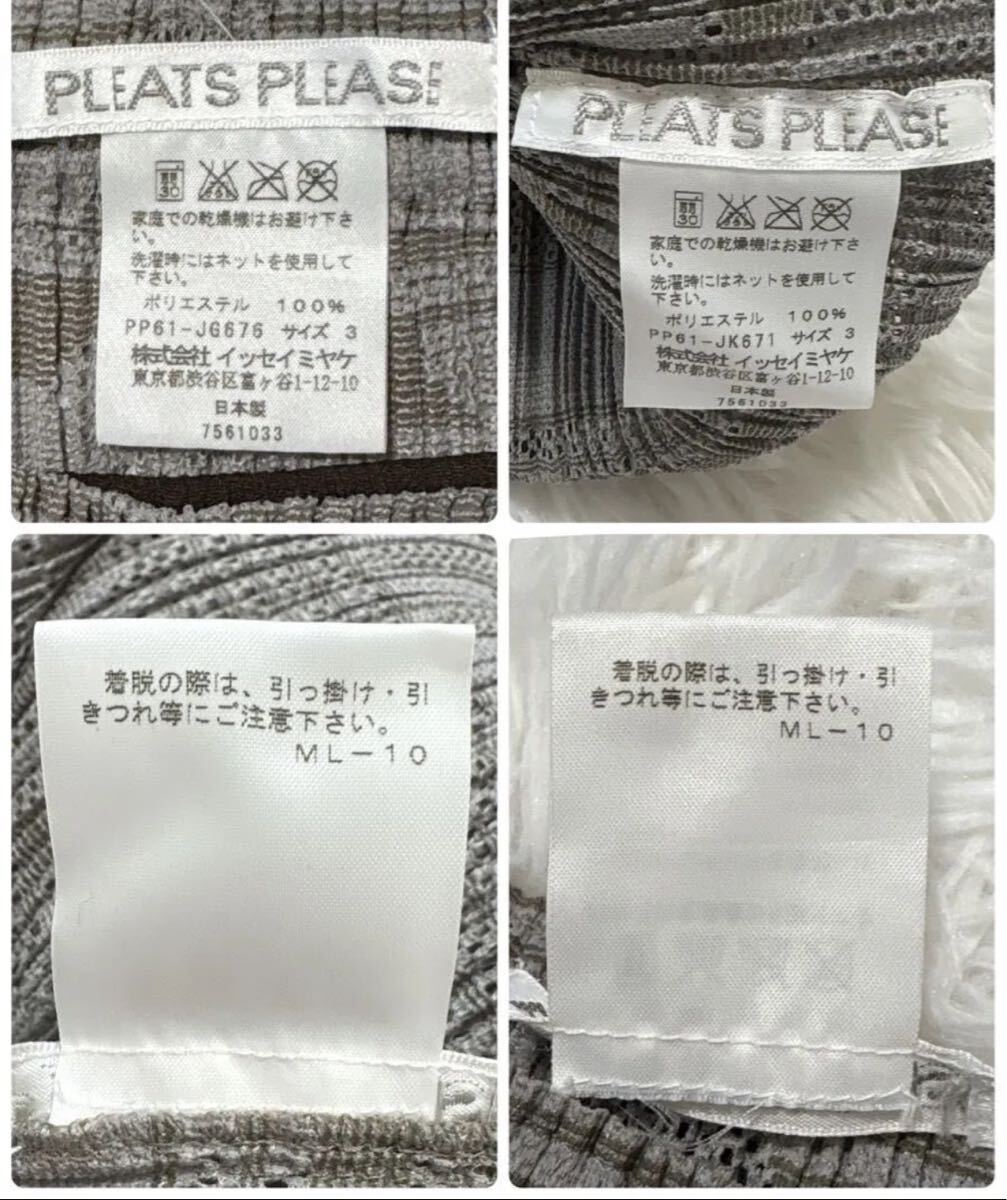 PLEATS PLEASE
30
家庭での乾燥機はお避け下さ
い。
洗濯時にはネットを使用して
下さい。
ポリエステル 100%
PP61-JG676 サイズ 3
株式会社 イッセイミヤケ
東京都渋谷区富ヶ谷1-12-10
日本製
7561033
PLEATS PLEASE
30
家庭での乾燥機はお避け下さ
い。
洗濯時にはネットを使用して
下さい。
ポリエステル 100%
PP61-JK671 サイズ 3
株式会社 イッセイミヤケ
東京都渋谷区富ヶ谷1-12-10
日本製
7561033
着脱の際は、引っ掛け・引
きつれ等にご注意下さい。
ML-10
着脱の際は、引っ掛け・引
きつれ等にご注意下さい。
ML-10